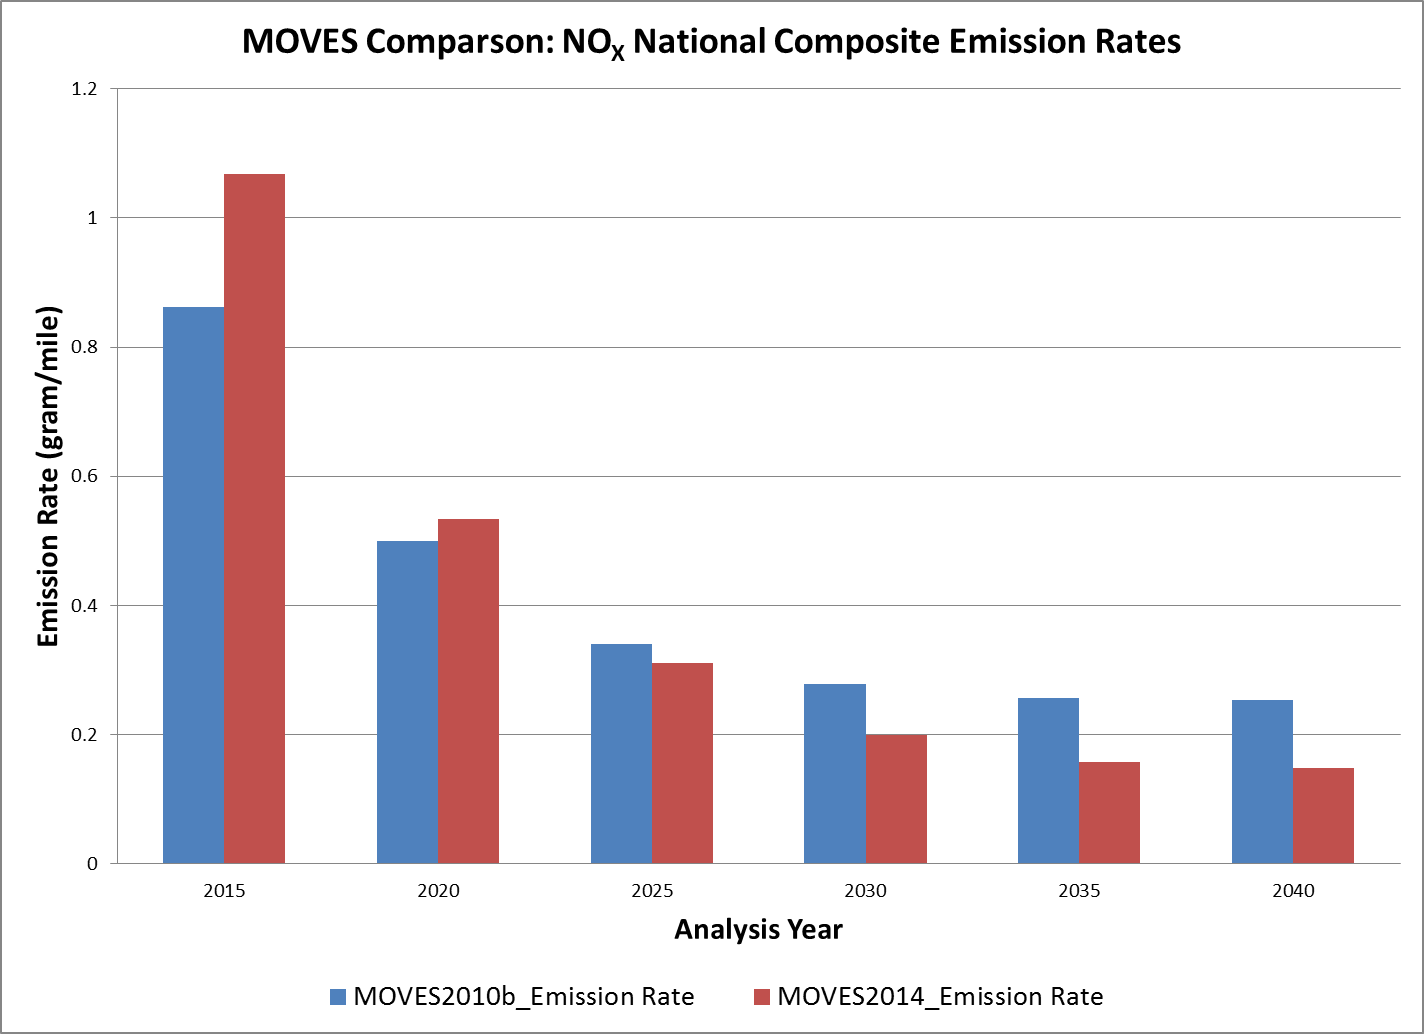 MOVES Comparson: NOX National Composite Emission Rates
1.2
1
0.8
0.6
0.4
0.2
0
Emission Rate (gram/mile)
2015 2020 2025 2030 2035 2040
Analysis Year
MOVES2010b_Emission Rate MOVES2014_Emission Rate